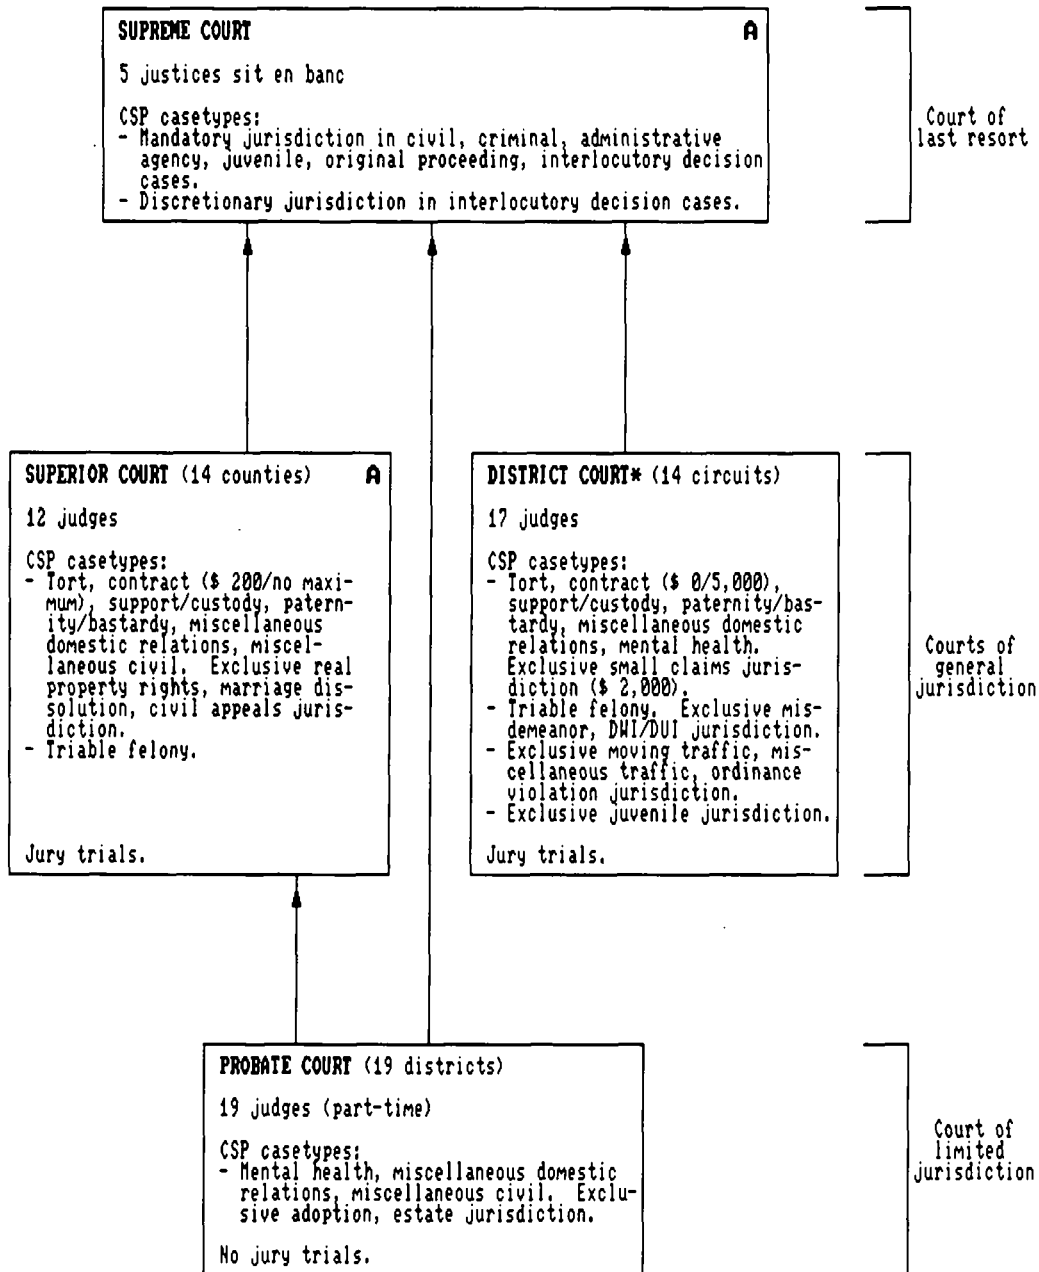 SUPREME COURT A
5 justices sit en banc
CSP casetypes:
- Mandatory jurisdiction in civil, criminal, administrative
agency, juvenile, original proceeding, interlocutory decision
cases.
- Discretionary jurisdiction in interlocutory decision cases.
Court of
last resort
SUPERIOR COURT (14 counties) A
12 judges
CSP casetypes:
- Tort, contract ($ 200/no maxi-
mum), support/custody, patern-
ity/bastardy, miscellaneous
domestic relations, miscel-
laneous civil. Exclusive real
property rights, marriage dis-
solution, civil appeals juris-
diction.
- Triable felony.
Jury trials.
DISTRICT COURT* (14 circuits)
17 judges
CSP casetypes:
- Tort, contract ($ 0/5,000),
support/custody, paternity/bas-
tardy, miscellaneous domestic
relations, mental health.
Exclusive small claims juris-
diction ($ 2,000).
- Triable felony. Exclusive mis-
demeanor, DWI/DUI jurisdiction.
- Exclusive moving traffic, mis-
cellaneous traffic, ordinance
violation jurisdiction.
- Exclusive juvenile jurisdiction.
Jury trials.
Courts of
general
jurisdiction
PROBATE COURT (19 districts)
19 judges (part-time)
CSP casetypes:
- Mental health, miscellaneous domestic
relations, miscellaneous civil. Exclu-
sive adoption, estate jurisdiction.
No jury trials.
Court of
limited
jurisdiction